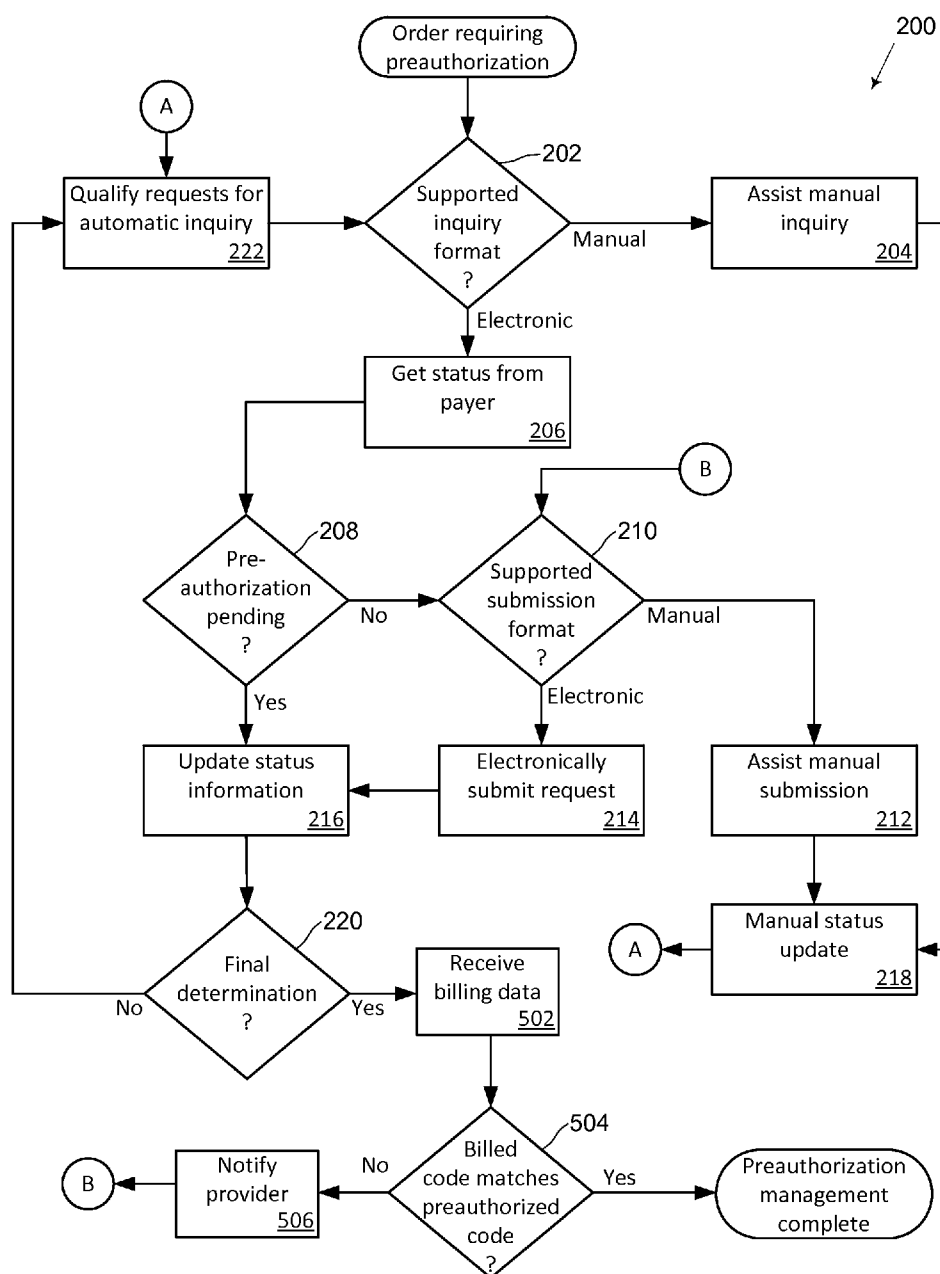 Order requiring
preauthorization
200
A
202
Qualify requests for
automatic inquiry
222
Supported
inquiry
format
?
Manual
Assist manual
inquiry
204
Electronic
Get status from
payer
206
B
208
210
Pre-
authorization
pending
?
No
Supported
submission
format
?
Manual
Yes
Electronic
Update status
information
216
Electronically
submit request
214
Assist manual
submission
212
220
Final
determination
?
No
Yes
Receive
billing data
502
A
Manual status
update
218
504
Billed
code matches
preauthorized
code
?
No
Yes
B
Notify
provider
506
Preauthorization
management
complete